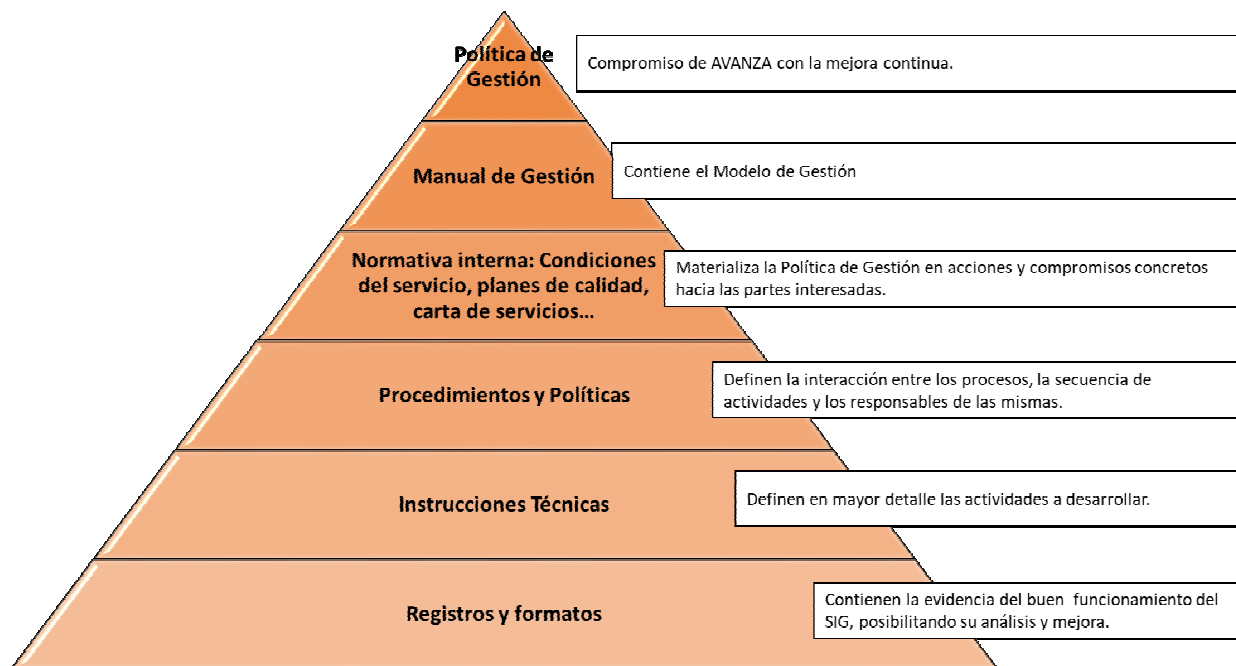 Política de
Gestión
Compromiso de AVANZA con la mejora continua.
Manual de Gestión
Contiene el Modelo de Gestión
Normativa interna: Condiciones
del servicio, planes de calidad,
carta de servicios...
Materializa la Política de Gestión en acciones y compromisos concretos
hacia las partes interesadas.
Procedimientos y Políticas
Definen la interacción entre los procesos, la secuencia de
actividades y los responsables de las mismas.
Instrucciones Técnicas
Definen en mayor detalle las actividades a desarrollar.
Registros y formatos
Contienen la evidencia del buen funcionamiento del
SIG, posibilitando su análisis y mejora.